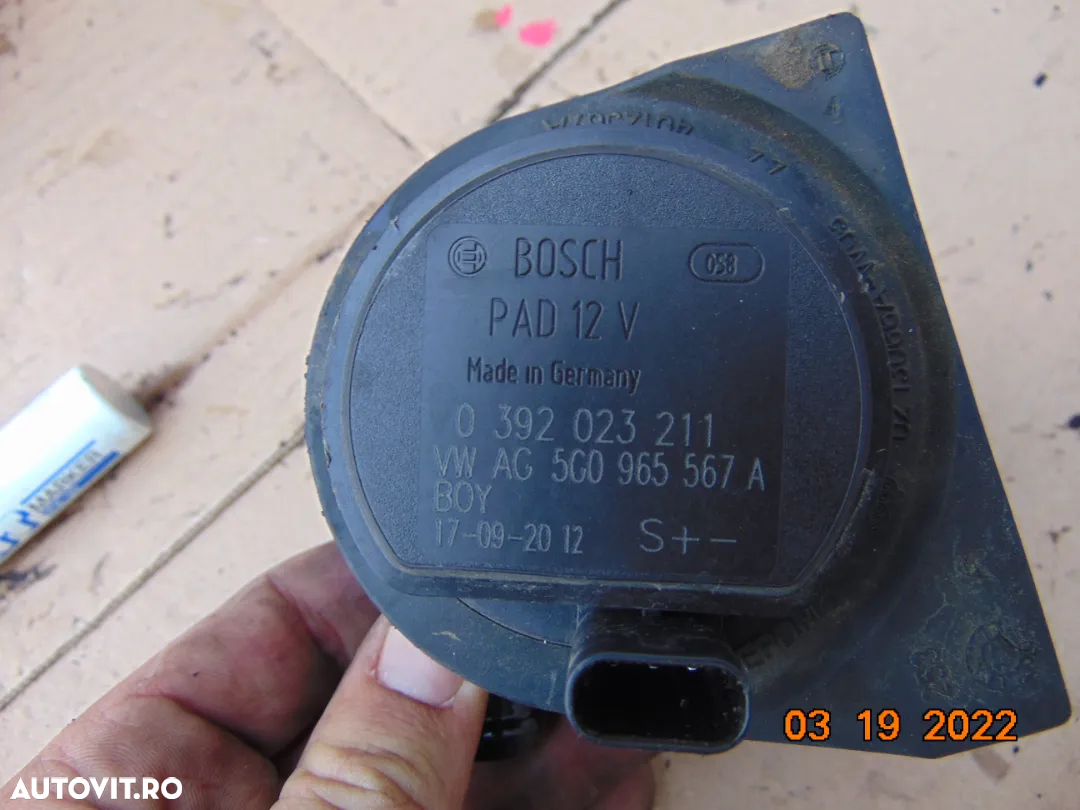 BOSCH
058
PAD 12 V
Made in Germany
0 392 023 211
VW AG 5G0 965 567 A
BOY
17-09-20 12
S+-
MARKER
03 19 2022
AUTOVIT.RO